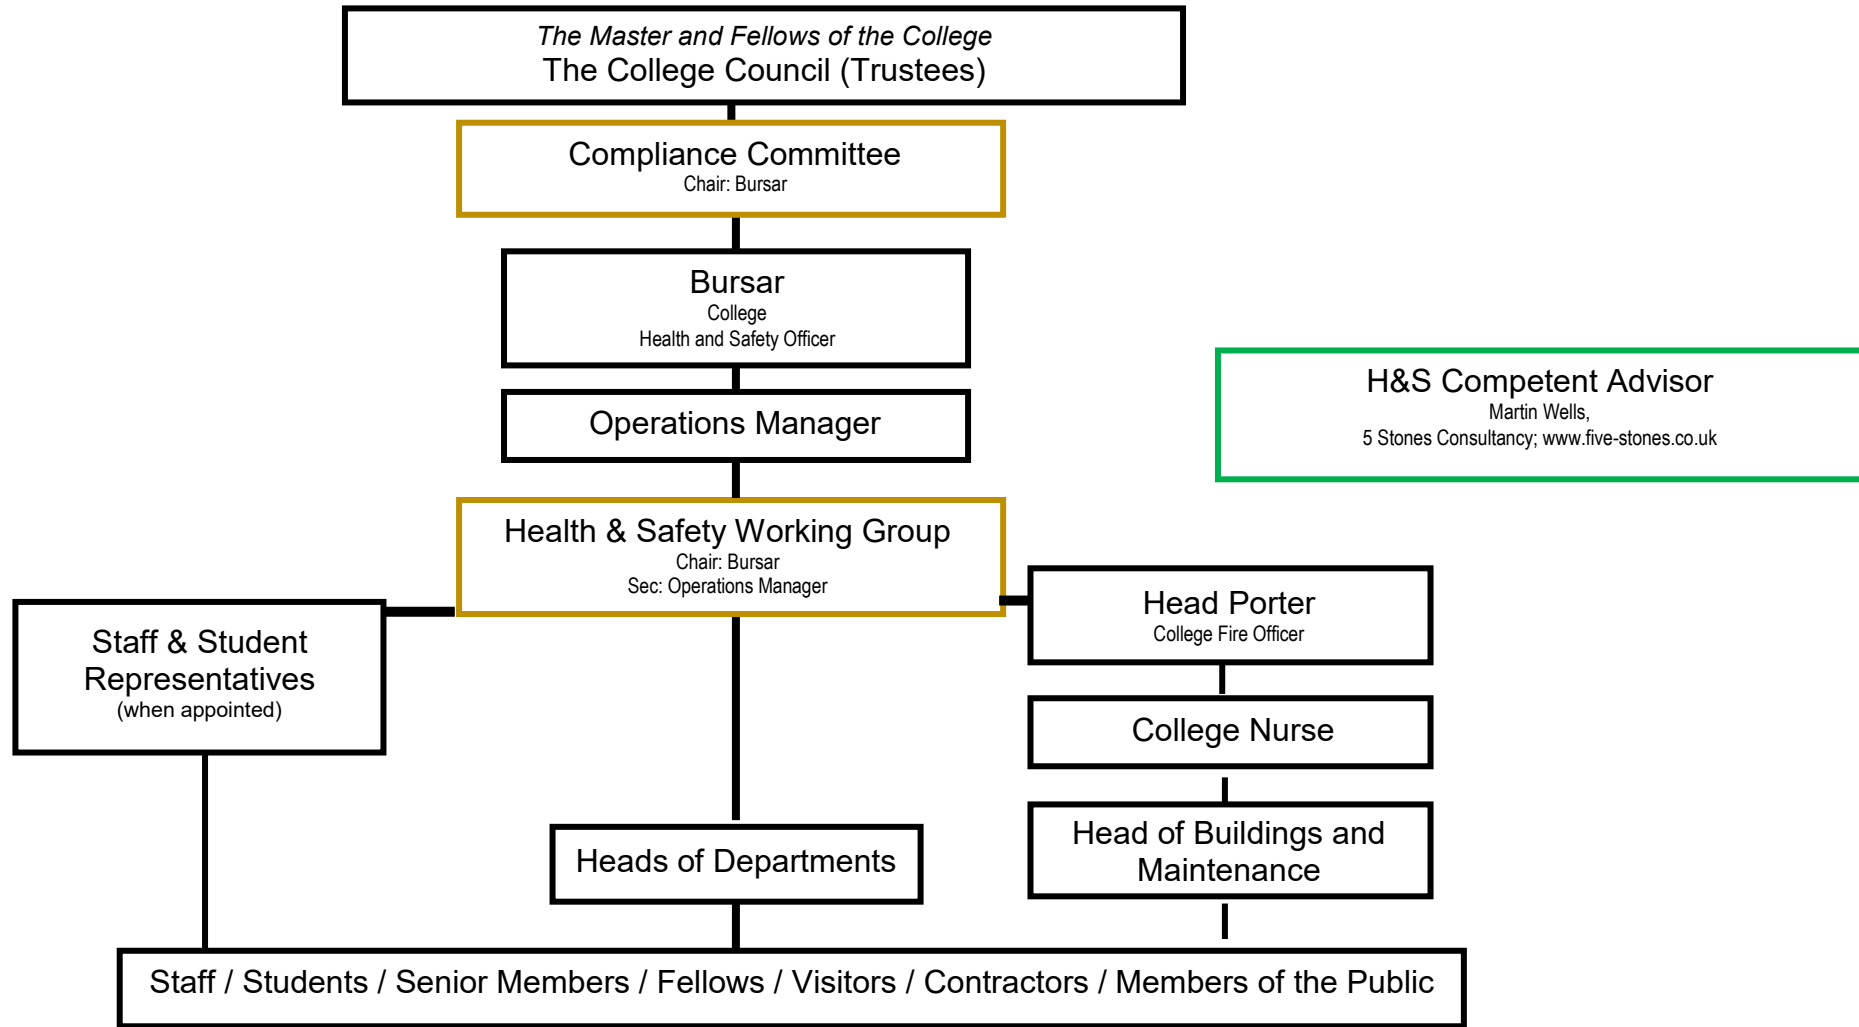 The Master and Fellows of the College
The College Council (Trustees)
Compliance Committee
Chair: Bursar
Bursar
College
Health and Safety Officer
H&S Competent Advisor
Martin Wells,
5 Stones Consultancy; www.five-stones.co.uk
Operations Manager
Health & Safety Working Group
Chair: Bursar
Sec: Operations Manager
Staff & Student
Representatives
(when appointed)
Head Porter
College Fire Officer
College Nurse
Heads of Departments
Head of Buildings and
Maintenance
Staff / Students / Senior Members / Fellows / Visitors / Contractors / Members of the Public